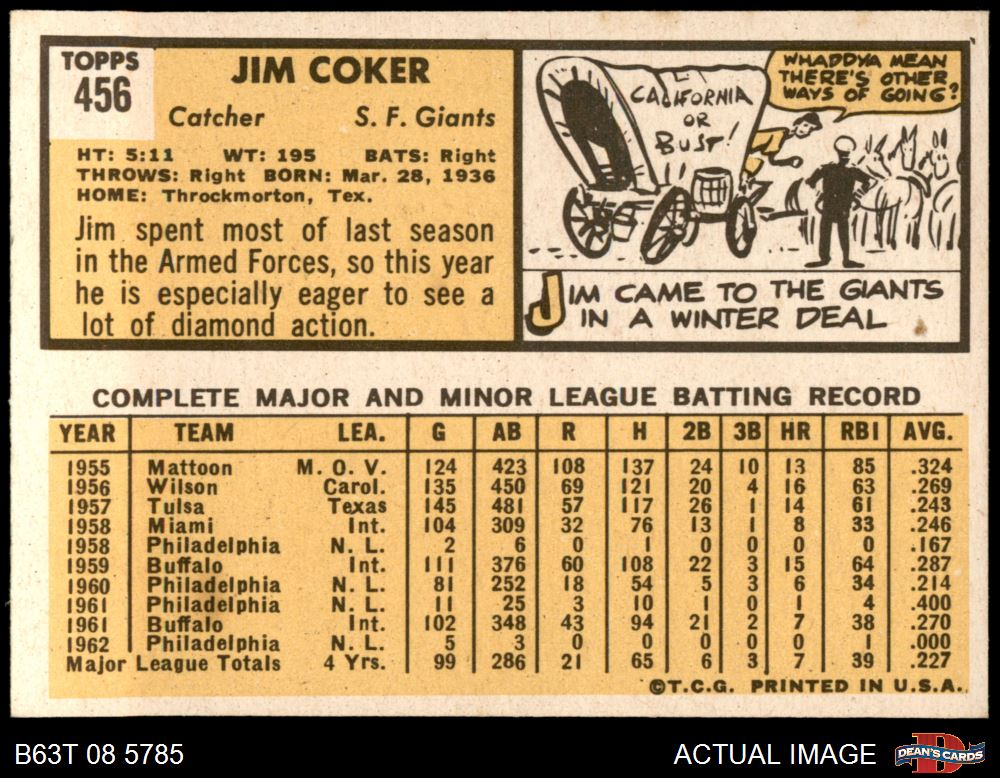 TOPPS
456
JIM COKER
Catcher S. F. Giants
HT: 5:11 WT: 195 BATS: Right
THROWS: Right BORN: Mar. 28, 1936
HOME: Throckmorton, Tex.
Jim spent most of last season
in the Armed Forces, so this year
he is especially eager to see a
lot of diamond action.
CALIFORNIA
OR
BUST!
WHADDYA MEAN
THERE'S OTHER
WAYS OF GOING?
JIM CAME TO THE GIANTS
IN A WINTER DEAL
COMPLETE MAJOR AND MINOR LEAGUE BATTING RECORD
YEAR TEAM LEA. G AB R H 2B 3B HR RBI AVG.
1955 Mattoon M. O. V. 124 423 108 137 24 10 13 85 .324
1956 Wilson Carol. 135 450 69 121 20 4 16 63 .269
1957 Tulsa Texas 145 481 57 117 26 1 14 61 .243
1958 Miami Int. 104 309 32 76 13 1 8 33 .246
1958 Philadelphia N. L. 2 6 0 1 0 0 0 0 .167
1959 Buffalo Int. 111 376 60 108 22 3 15 64 .287
1960 Philadelphia N. L. 81 252 18 54 5 3 6 34 .214
1961 Philadelphia N. L. 11 25 3 10 1 0 1 4 .400
1961 Buffalo Int. 102 348 43 94 21 2 7 38 .270
1962 Philadelphia N. L. 5 3 0 0 0 0 0 1 .000
Major League Totals 4 Yrs. 99 286 21 65 6 3 7 39 .227
©T.C.G. PRINTED IN U.S.A.
B63T 08 5785 ACTUAL IMAGE
DEAN'S CARDS